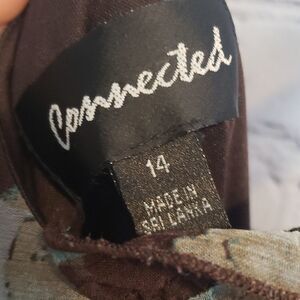 Connected
14
MADE IN
SRI LANKA